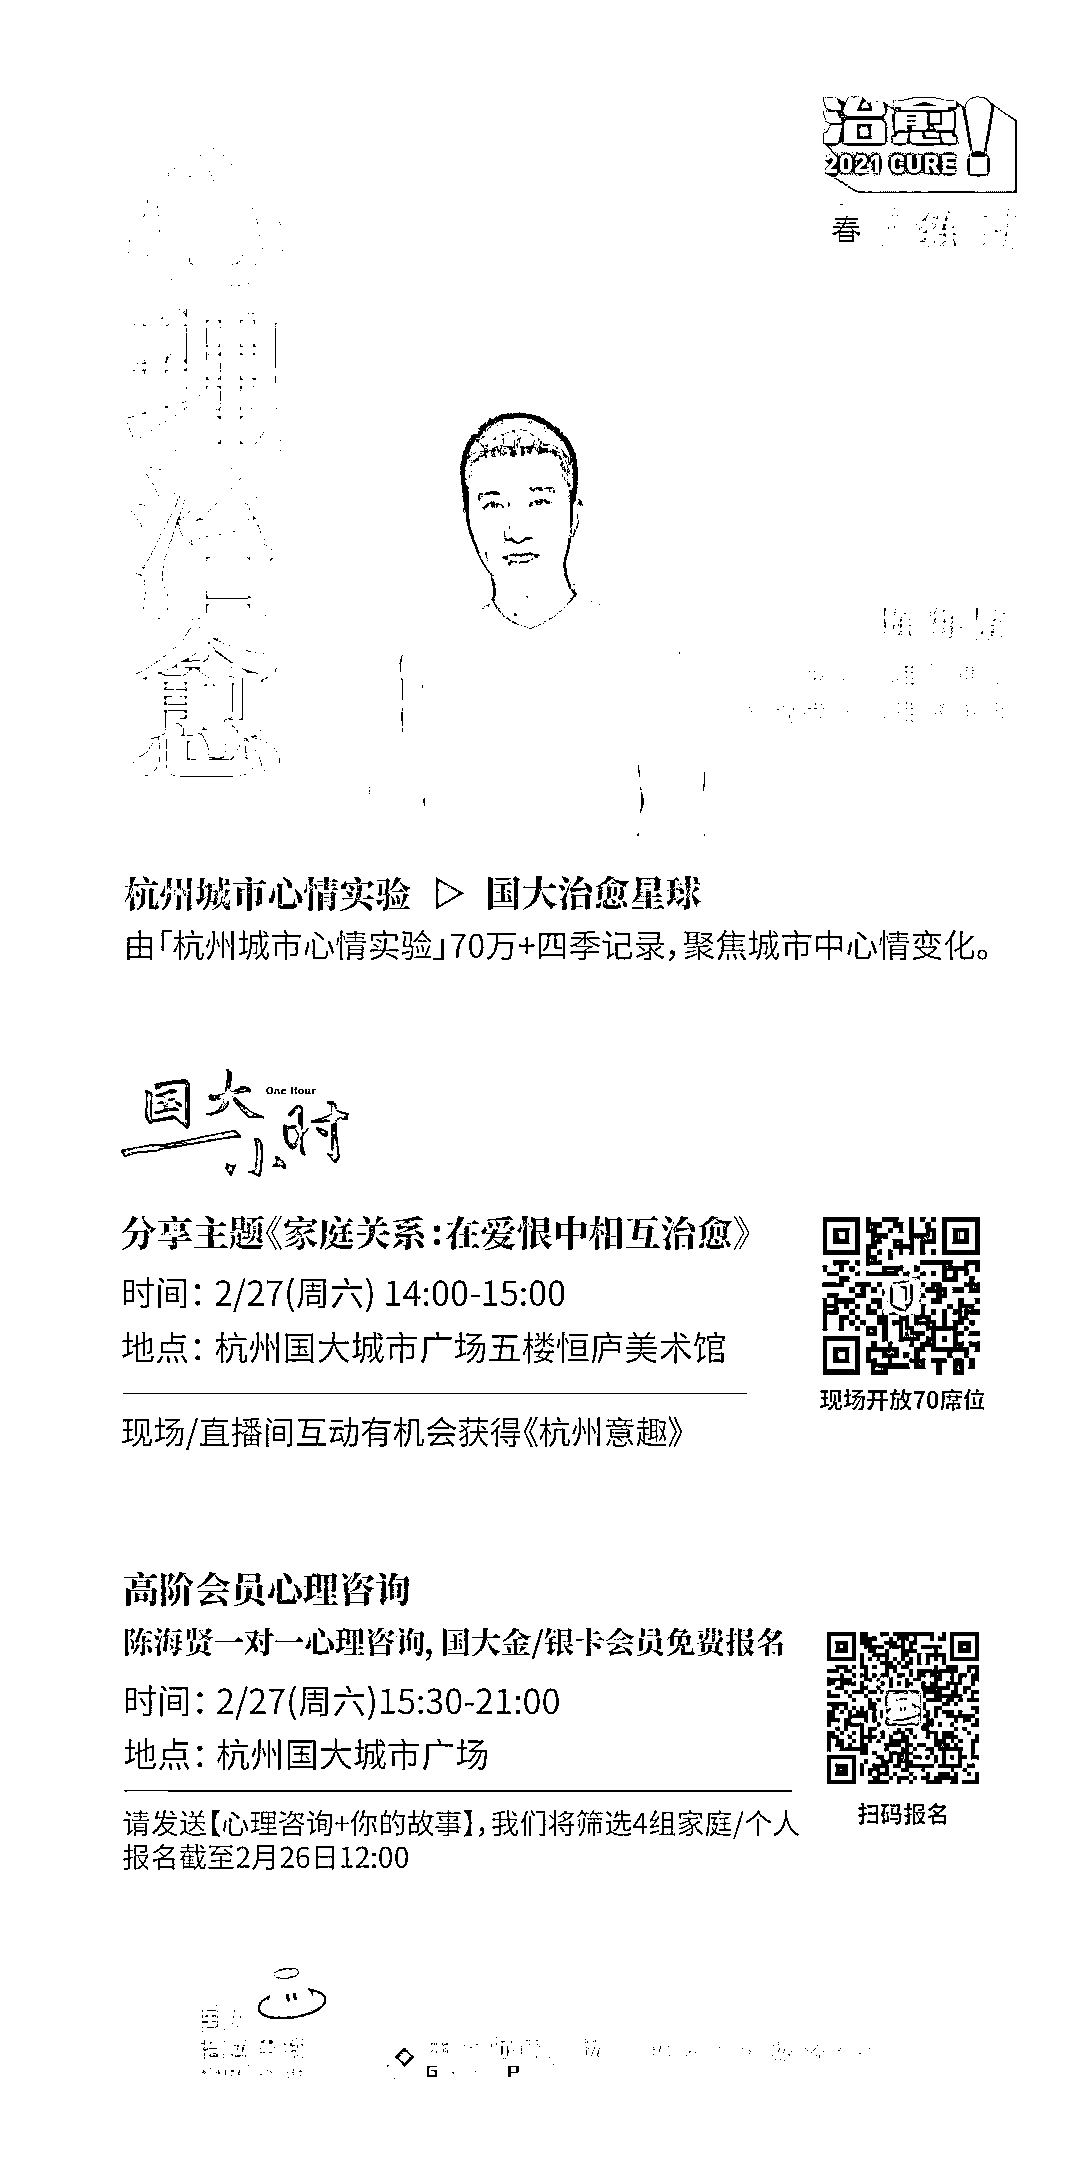 治愈!
2021 CURE
春
心理治愈
杭州城市心情实验 ▷ 国大治愈星球
由「杭州城市心情实验」70万+四季记录，聚焦城市中心情变化。
国大
One Hour
一小时
分享主题《家庭关系：在爱恨中相互治愈》
时间：2/27(周六) 14:00-15:00
地点：杭州国大城市广场五楼恒庐美术馆
现场开放70席位
现场/直播间互动有机会获得《杭州意趣》
高阶会员心理咨询
陈海贤一对一心理咨询，国大金/银卡会员免费报名
时间：2/27(周六)15:30-21:00
地点：杭州国大城市广场
扫码报名
请发送【心理咨询+你的故事】，我们将筛选4组家庭/个人
报名截至2月26日12:00